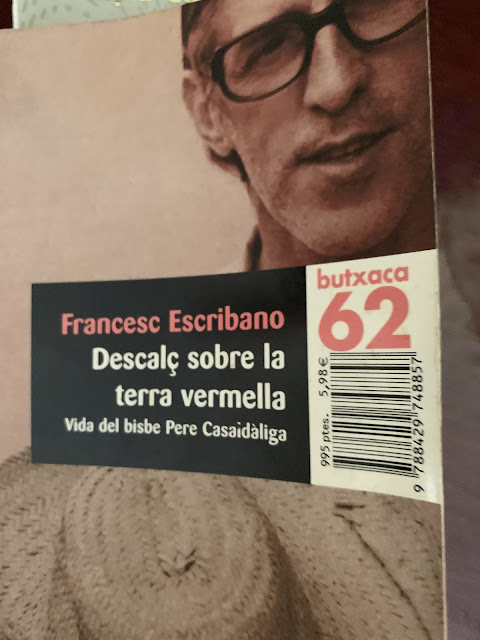 Francesc Escribano
Descalç sobre la
terra vermella
Vida del bisbe Pere Casaidàliga
butxaca
62
995 ptes. 5,98 €
9 788429 748857